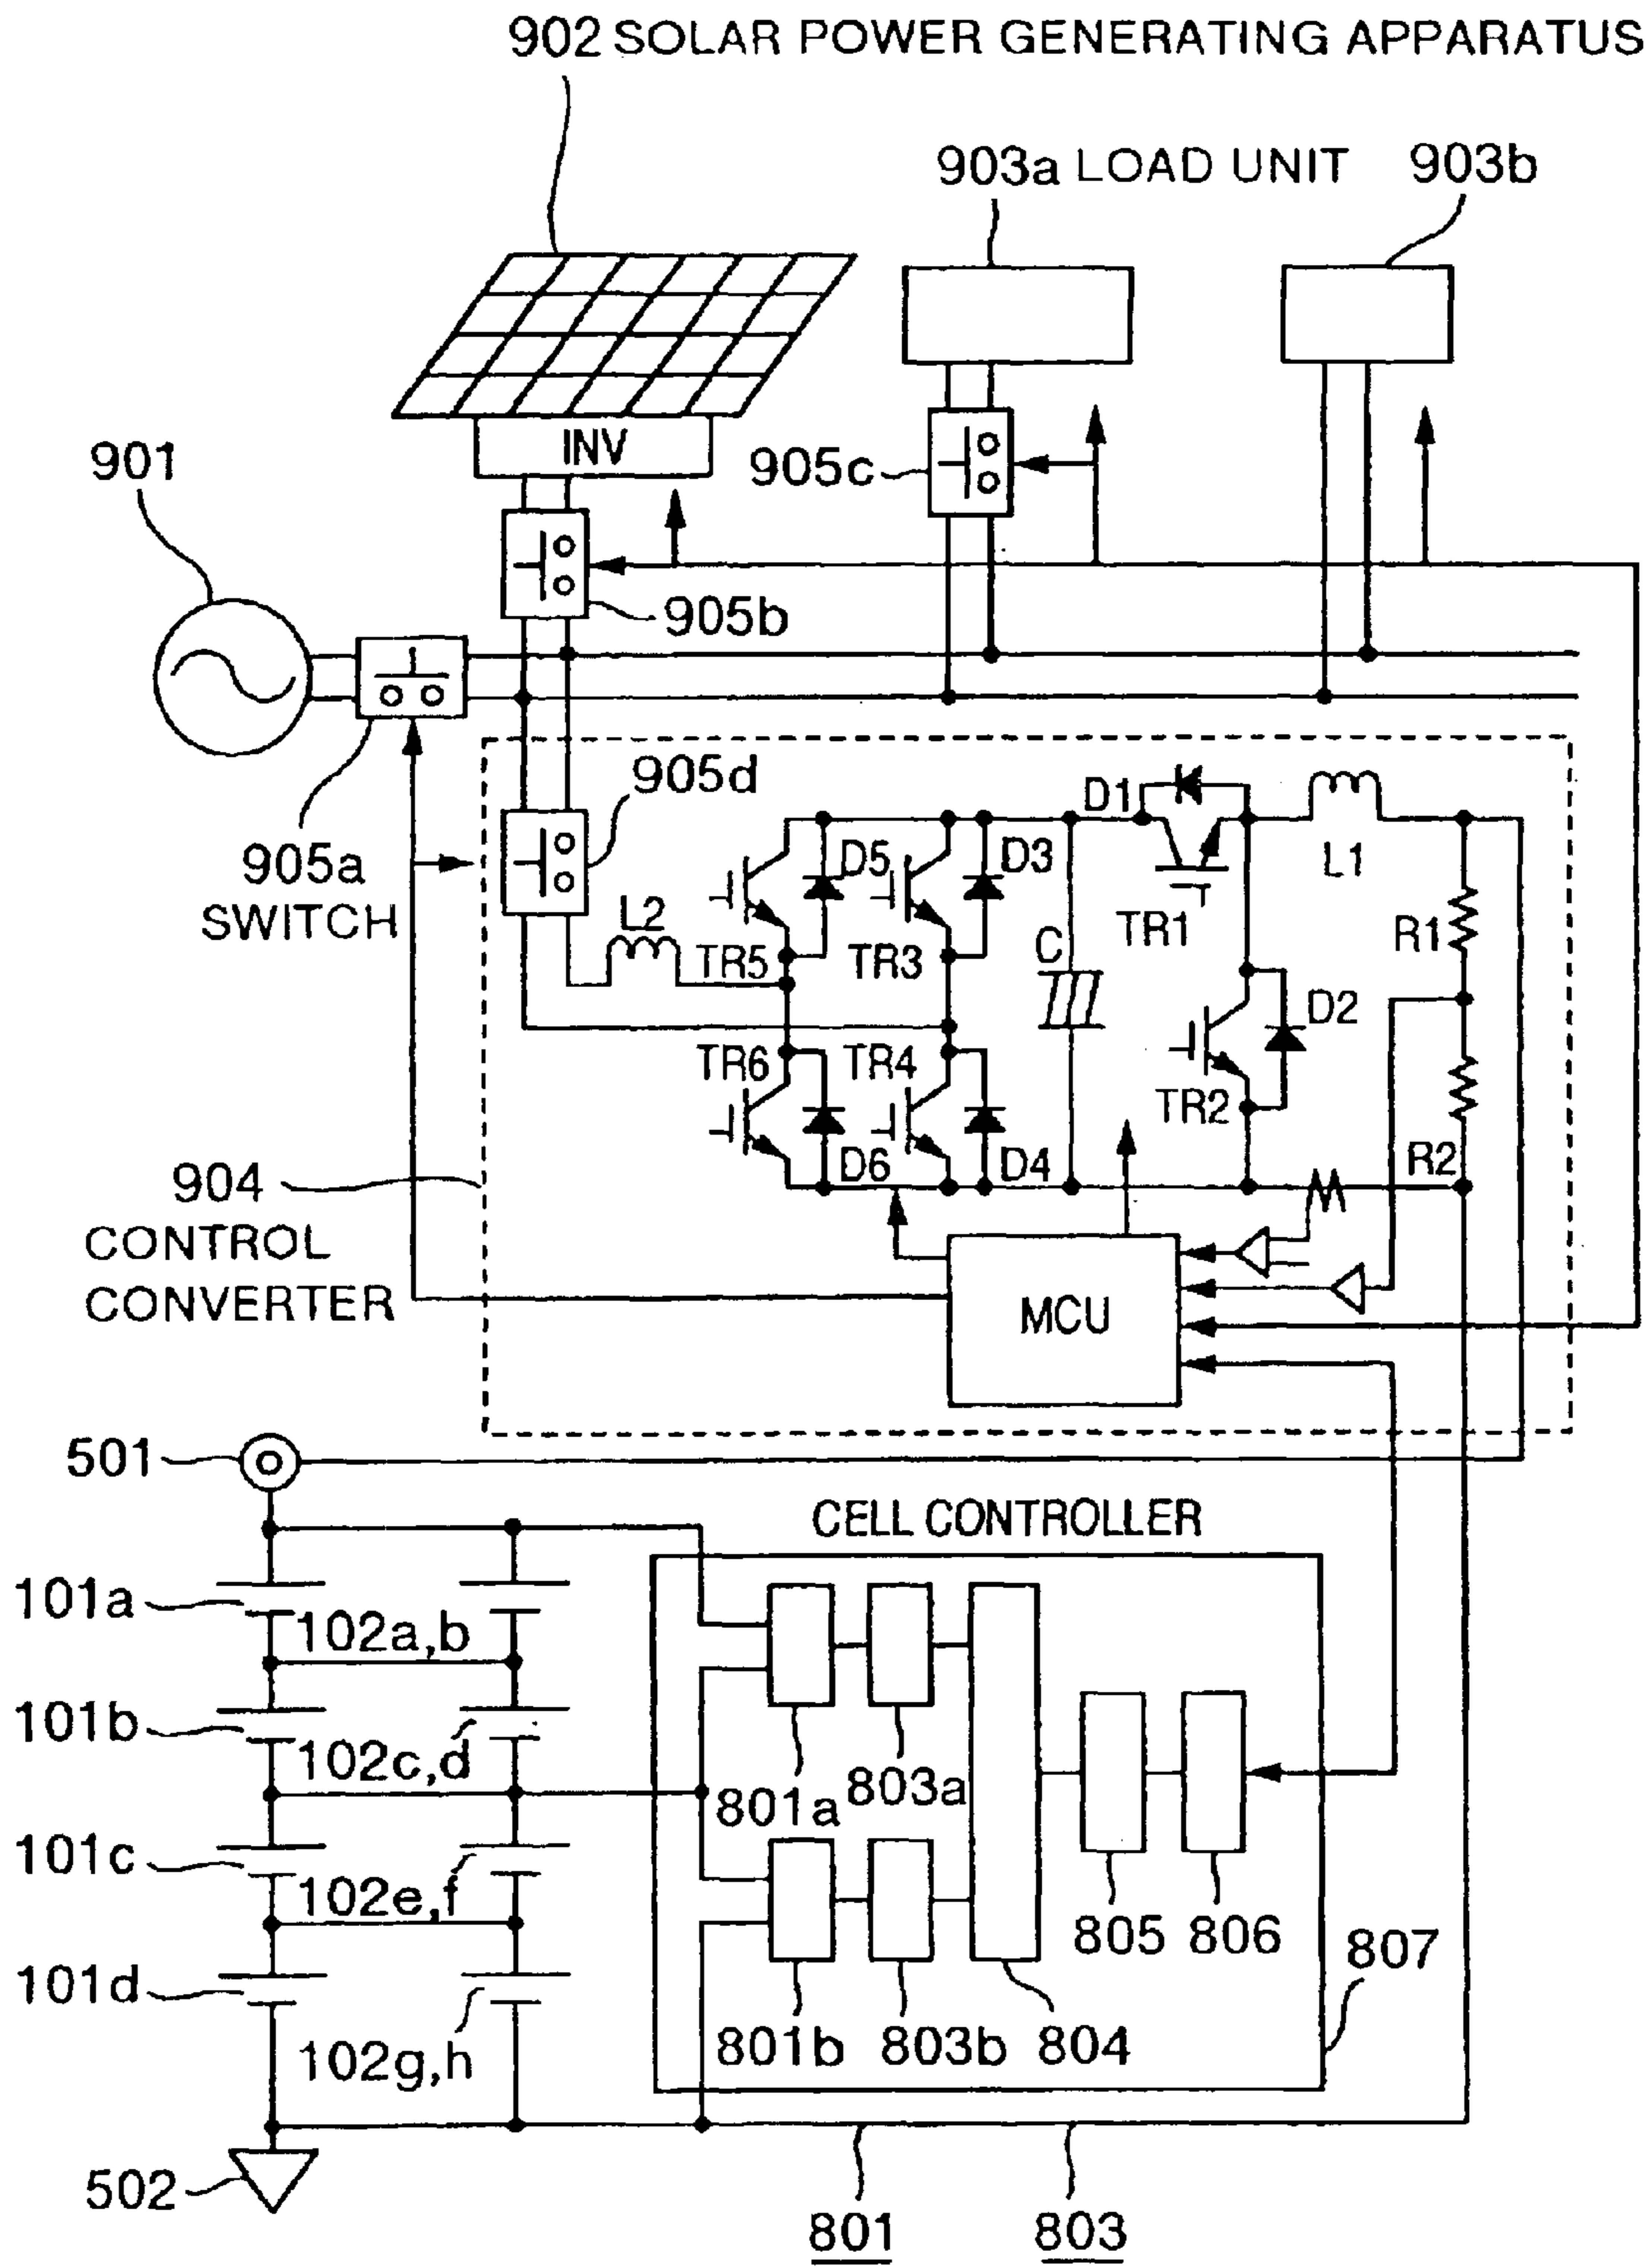 902 SOLAR POWER GENERATING APPARATUS
903a LOAD UNIT
903b
901
INV
905c
905b
905d
905a
SWITCH
D1
L1
D5
D3
TR1
L2
C
R1
TR5
TR3
D2
TR6
TR4
TR2
R2
D6
D4
904
CONTROL
CONVERTER
MCU
501
CELL CONTROLLER
101a
102a,b
101b
102c,d
801a
803a
101c
102e,f
805
806
807
101d
102g,h
801b
803b
804
502
801
803